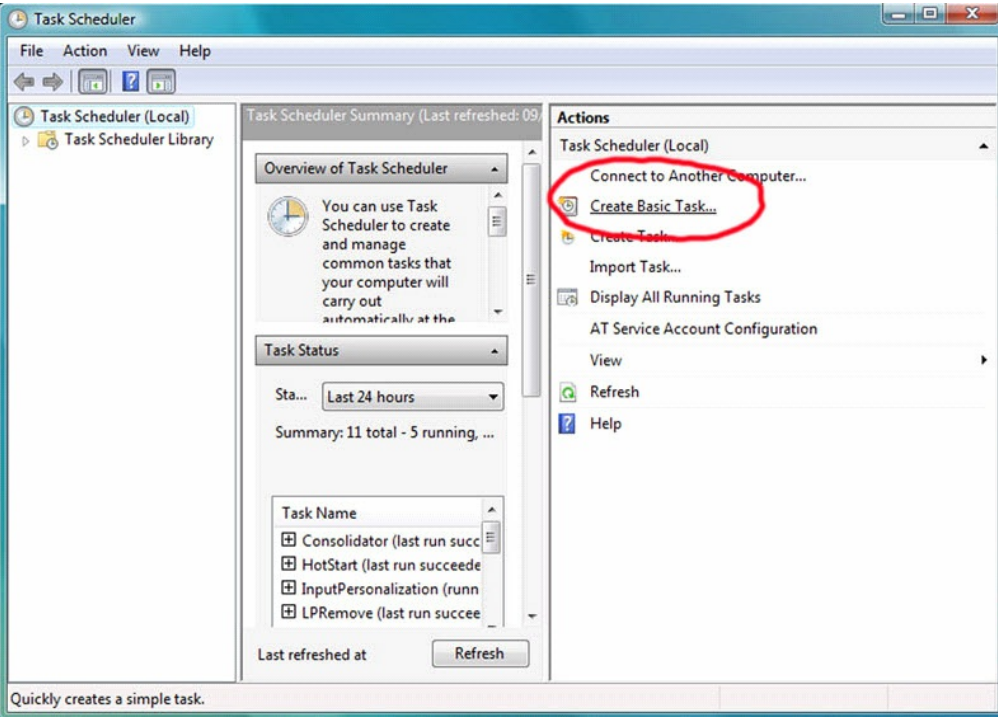 Task Scheduler
File Action View Help
Task Scheduler (Local)
Task Scheduler Library
Task Scheduler Summary (Last refreshed: 09/
Overview of Task Scheduler
You can use Task
Scheduler to create
and manage
common tasks that
your computer will
carry out
automatically at the
Task Status
Sta... Last 24 hours
Summary: 11 total - 5 running, ...
Task Name
Consolidator (last run succ
HotStart (last run succeede
InputPersonalization (runn
LPRemove (last run succee
Last refreshed at Refresh
Actions
Task Scheduler (Local)
Connect to Another Computer...
Create Basic Task...
Create Task...
Import Task...
Display All Running Tasks
AT Service Account Configuration
View
Refresh
Help
Quickly creates a simple task.